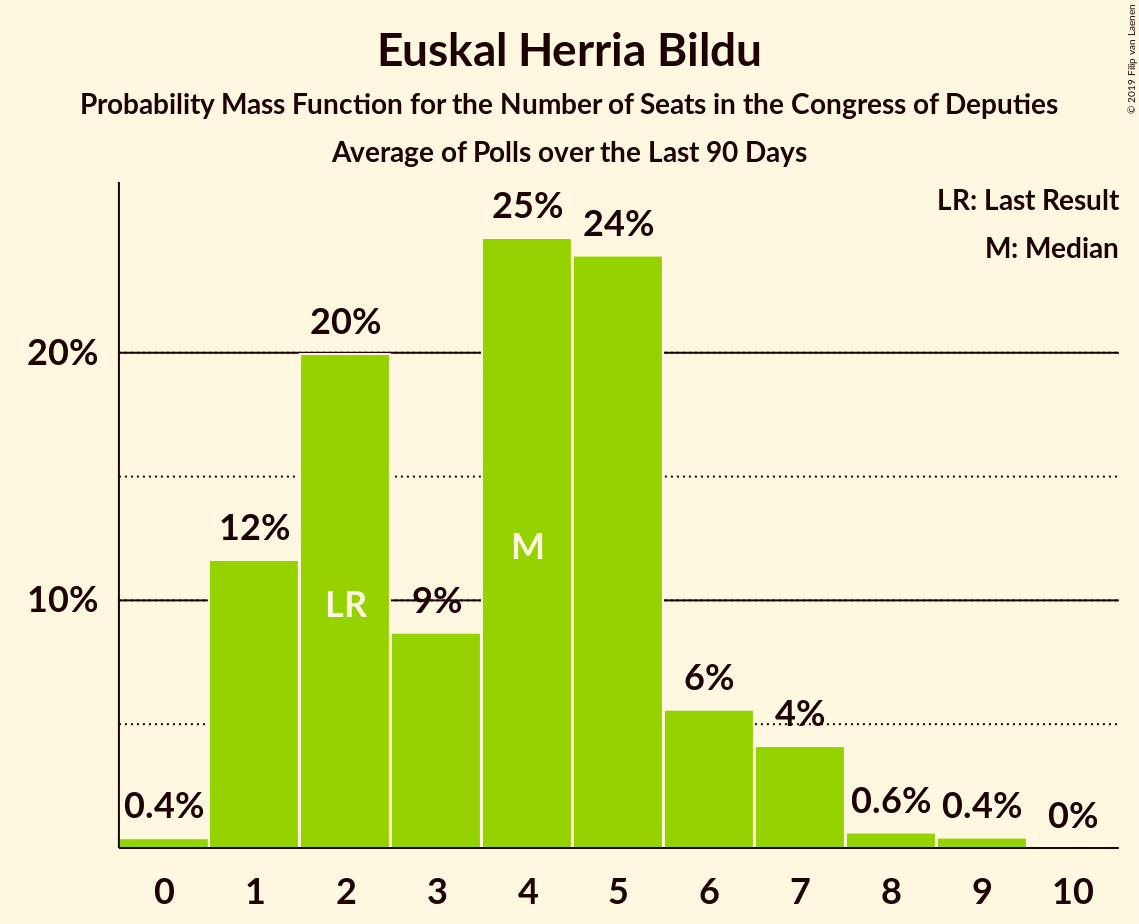 Euskal Herria Bildu
Probability Mass Function for the Number of Seats in the Congress of Deputies
Average of Polls over the Last 90 Days
© 2019 Filip van Laenen
LR: Last Result
M: Median
25%
24%
20%
20%
12%
M
10%
LR
9%
6%
4%
0.4%
0.6%
0.4%
0%
0 1 2 3 4 5 6 7 8 9 10